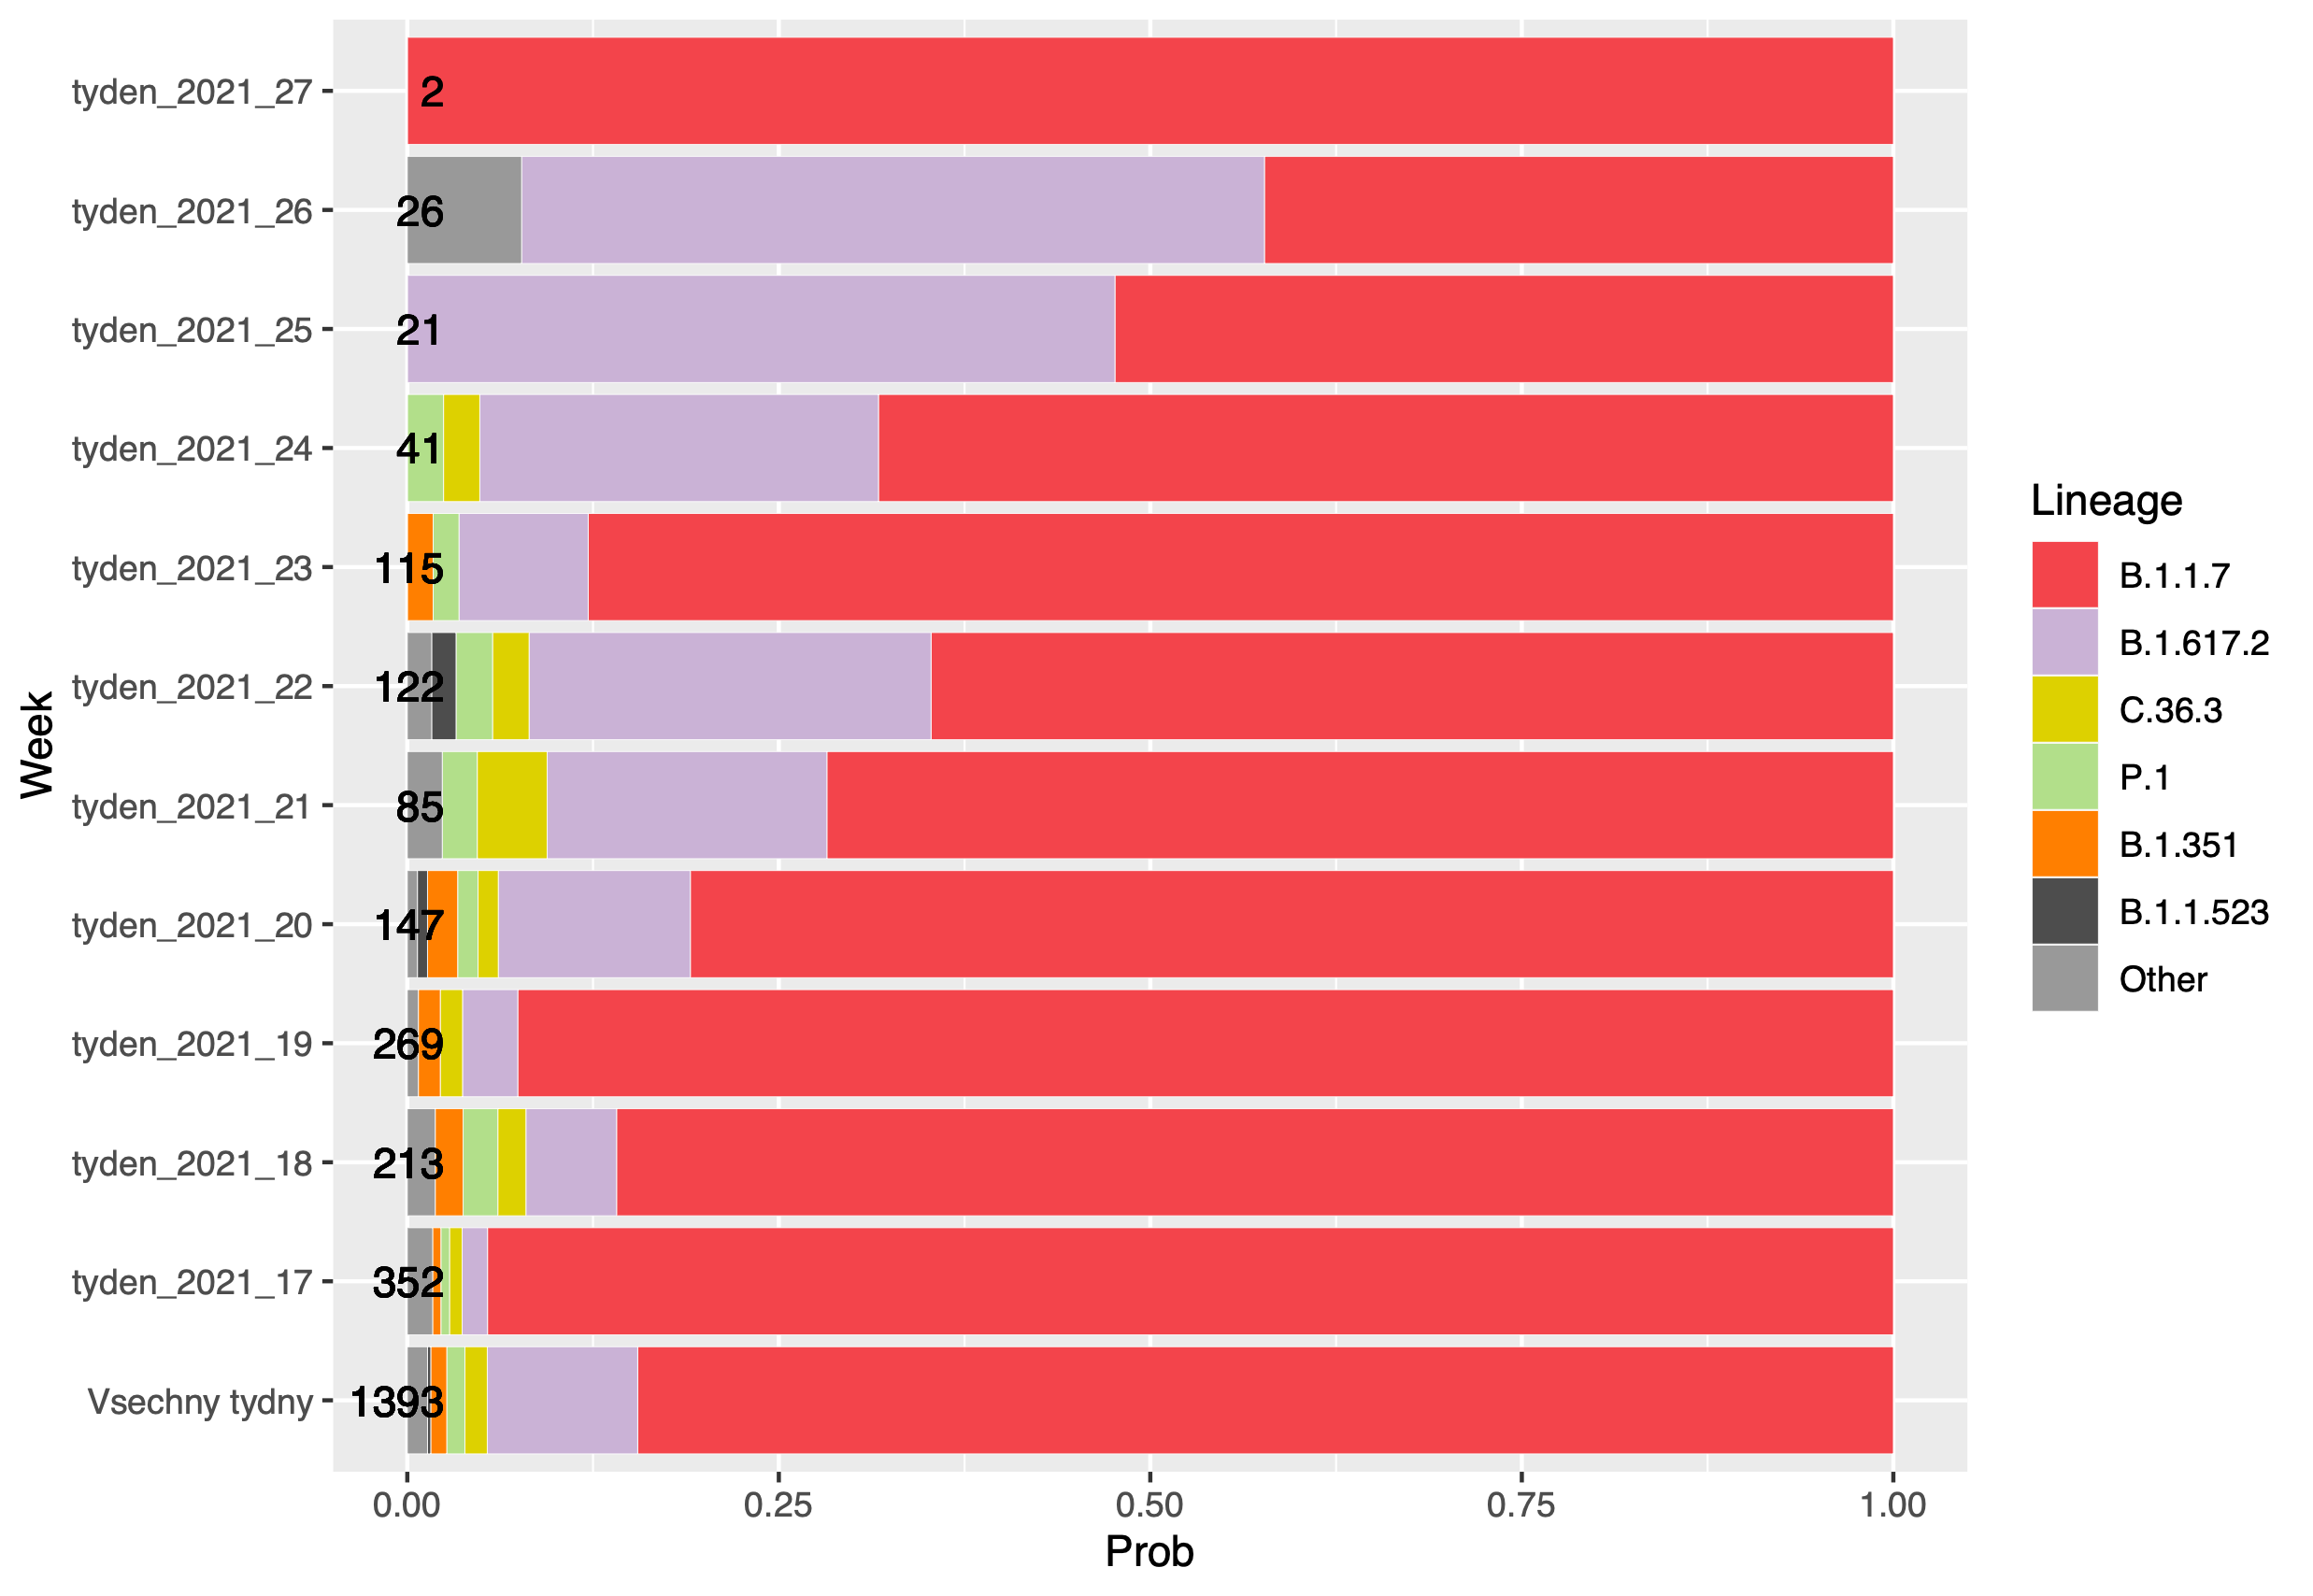 tyden_2021_27 2
tyden_2021_26 26
tyden_2021_25 21
tyden_2021_24 41
tyden_2021_23 115
tyden_2021_22 122
tyden_2021_21 85
tyden_2021_20 147
tyden_2021_19 269
tyden_2021_18 213
tyden_2021_17 352
Vsechny tydny 1393
Week
0.00 0.25 0.50 0.75 1.00
Prob
Lineage
B.1.1.7
B.1.617.2
C.36.3
P.1
B.1.351
B.1.1.523
Other